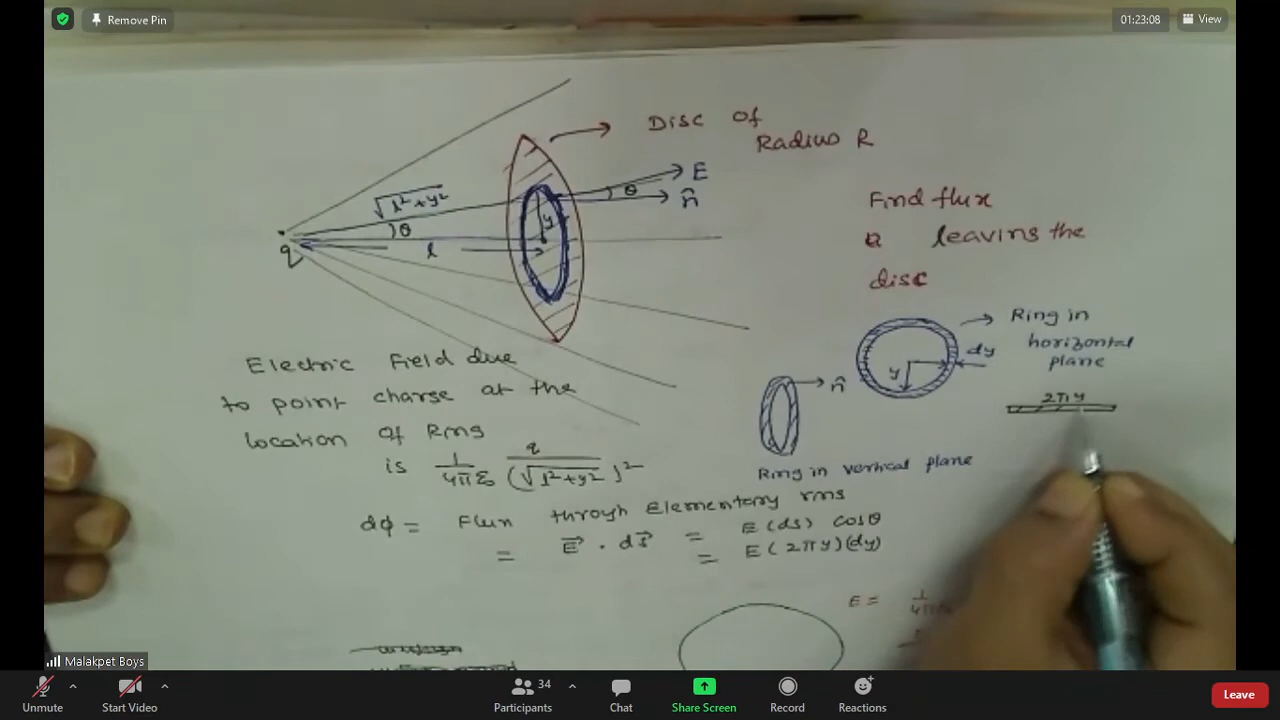 Remove Pin
01:23:08
View
Disc of
Radius R
E
θ
n̂
√l²+y²
θ
y
q
l
Find flux
leaving the
disc
Ring in
horizontal
plane
dy
y
n̂
2πy
Ring in vertical plane
Electric Field due
to point charge at the
location of Ring
is 1/4πε₀ q/(√l²+y²)²
dφ = Flux through Elementary ring
= E⃗ . ds⃗ = E (ds) cosθ
= E (2πy)(dy)
E =
Malakpet Boys
Unmute
Start Video
Participants
34
Chat
Share Screen
Record
Reactions
Leave